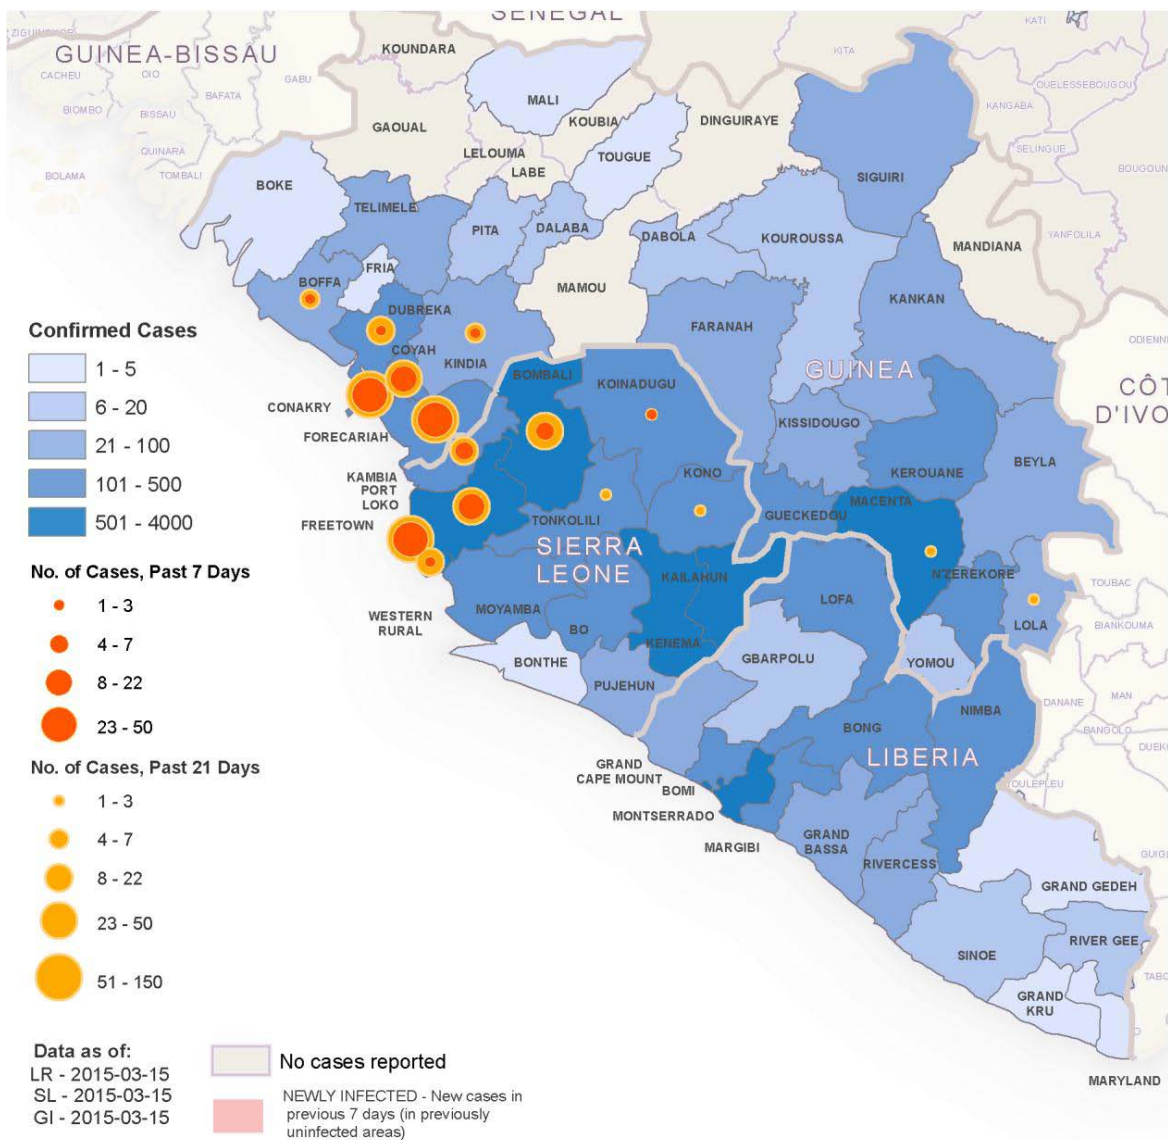 SENEGAL
KATI
ZIGUINCHOR
KOUNDARA
KITA
GUINEA-BISSAU
CACHEU
OIO
GABU
OUELESSEBOUGOU
BAFATA
MALI
KANGABA
BIOMBO
BISSAU
KOUBIA
DINGUIRAYE
GAOUAL
LELOUMA
TOUGUE
SELINGUE
QUINARA
LABE
BOLAMA
TOMBALI
SIGUIRI
BOUGOUN
BOKE
TELIMELE
YANFOLILA
PITA
DALABA
DABOLA
KOUROUSSA
MANDIANA
FRIA
BOFFA
MAMOU
KANKAN
DUBREKA
FARANAH
Confirmed Cases
ODIENNE
COYAH
KINDIA
1 - 5
6 - 20
21 - 100
101 - 500
501 - 4000
BOMBALI
KOINADUGU
GUINEA
CÔT
D'IVO
CONAKRY
KISSIDOUGO
FORECARIAH
BEYLA
KEROUANE
KAMBIA
KONO
PORT
LOKO
MACENTA
GUECKEDOU
FREETOWN
TONKOLILI
SIERRA
LEONE
No. of Cases, Past 7 Days
1 - 3
4 - 7
8 - 22
23 - 50
KAILAHUN
N'ZEREKORE
TOUBAC
LOFA
MOYAMBA
WESTERN
RURAL
BO
LOLA
BIANKOUMA
KENEMA
GBARPOLU
BONTHE
YOMOU
PUJEHUN
NIMBA
DANANE
MAN
BONG
BANGOLO
DUEK
LIBERIA
GRAND
CAPE MOUNT
No. of Cases, Past 21 Days
1 - 3
4 - 7
8 - 22
23 - 50
51 - 150
TOULEPLEU
BOMI
MONTSERRADO
MARGIBI
GRAND
BASSA
RIVERCESS
GUIGL
GRAND GEDEH
RIVER GEE
SINOE
TABO
GRAND
KRU
MARYLAND
Data as of:
LR - 2015-03-15
SL - 2015-03-15
GI - 2015-03-15
No cases reported
NEWLY INFECTED - New cases in
previous 7 days (in previously
uninfected areas)